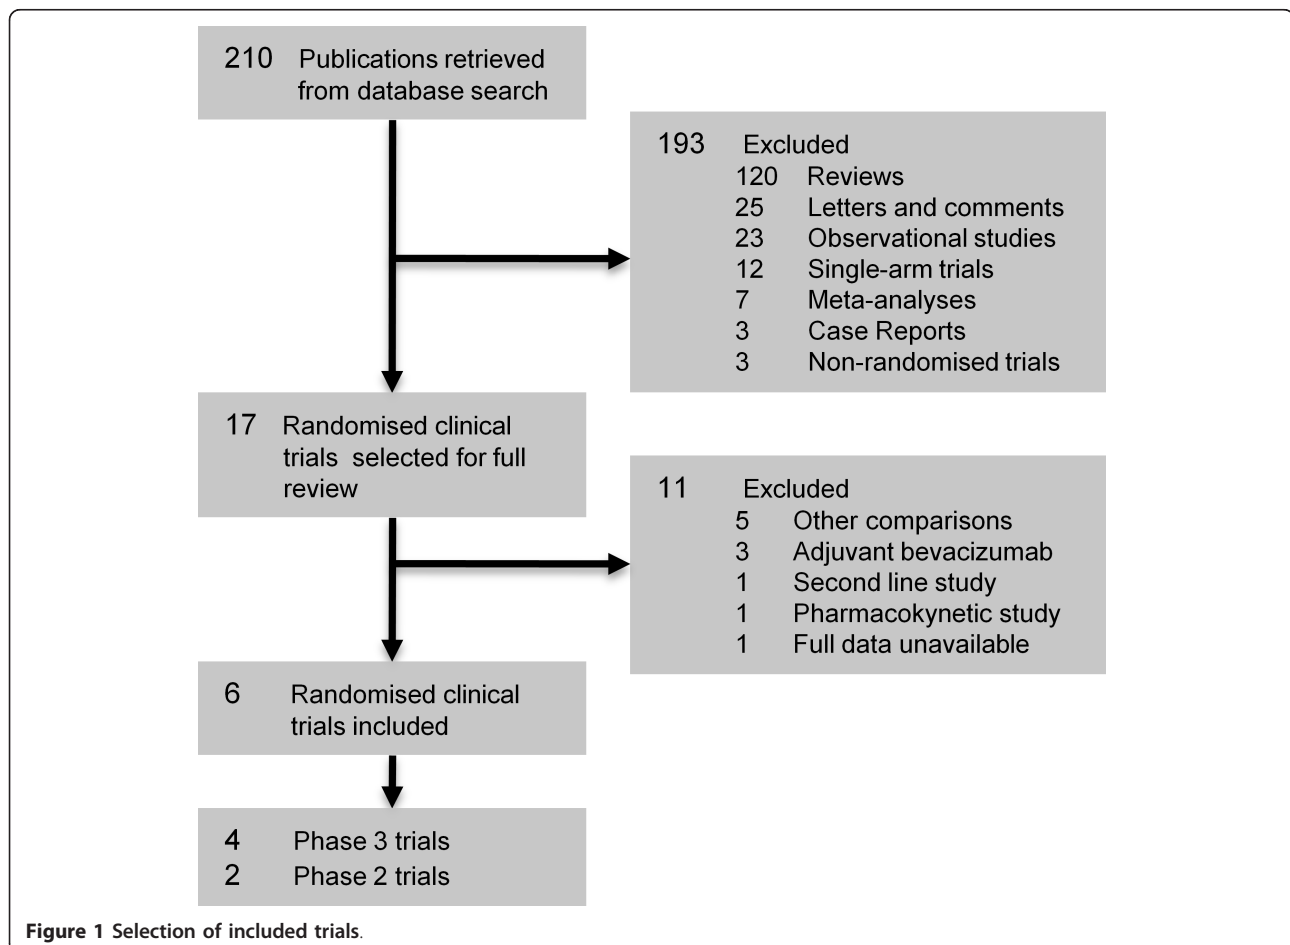 210 Publications retrieved
from database search
193 Excluded
120 Reviews
25 Letters and comments
23 Observational studies
12 Single-arm trials
7 Meta-analyses
3 Case Reports
3 Non-randomised trials
17 Randomised clinical
trials selected for full
review
11 Excluded
5 Other comparisons
3 Adjuvant bevacizumab
1 Second line study
1 Pharmacokynetic study
1 Full data unavailable
6 Randomised clinical
trials included
4 Phase 3 trials
2 Phase 2 trials
Figure 1 Selection of included trials.